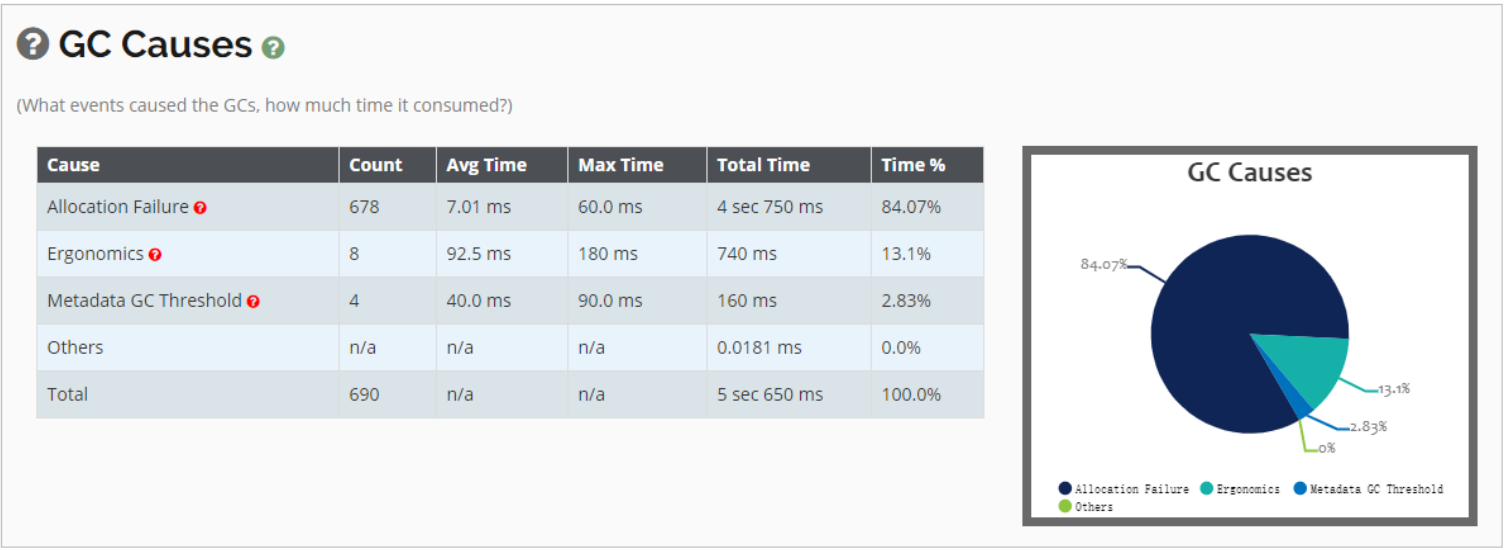 GC Causes
(What events caused the GCs, how much time it consumed?)
Cause Count Avg Time Max Time Total Time Time %
Allocation Failure 678 7.01 ms 60.0 ms 4 sec 750 ms 84.07%
Ergonomics 8 92.5 ms 180 ms 740 ms 13.1%
Metadata GC Threshold 4 40.0 ms 90.0 ms 160 ms 2.83%
Others n/a n/a n/a 0.0181 ms 0.0%
Total 690 n/a n/a 5 sec 650 ms 100.0%
GC Causes
84.07%
13.1%
2.83%
0%
Allocation Failure Ergonomics Metadata GC Threshold
Others